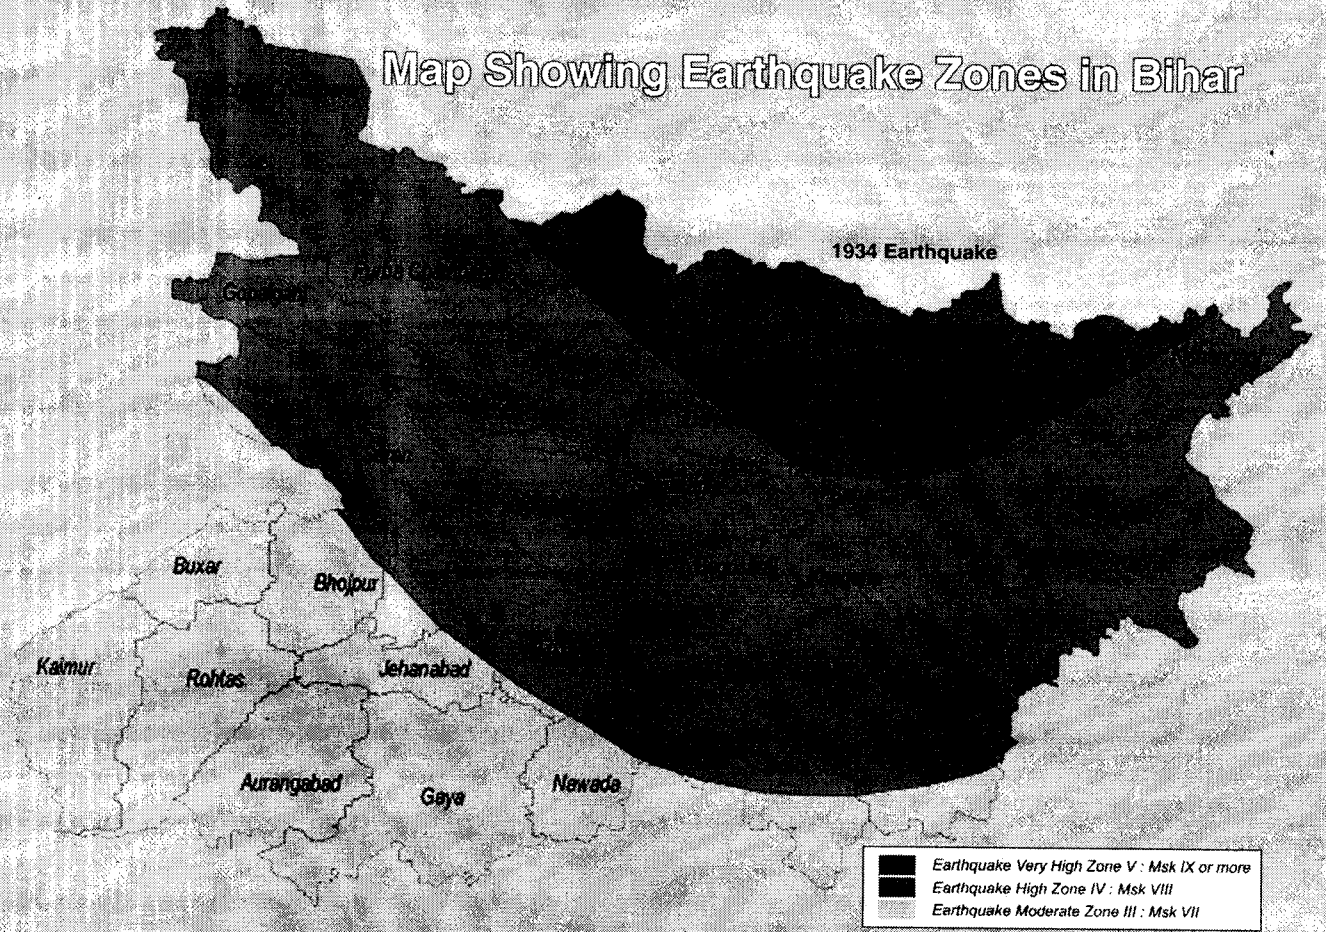 Map Showing Earthquake Zones in Bihar
1934 Earthquake
Gopalganj
Buxar
Bhojpur
Kaimur
Rohtas
Jehanabad
Aurangabad
Gaya
Nawada
Earthquake Very High Zone V : Msk IX or more
Earthquake High Zone IV : Msk VIII
Earthquake Moderate Zone III : Msk VII